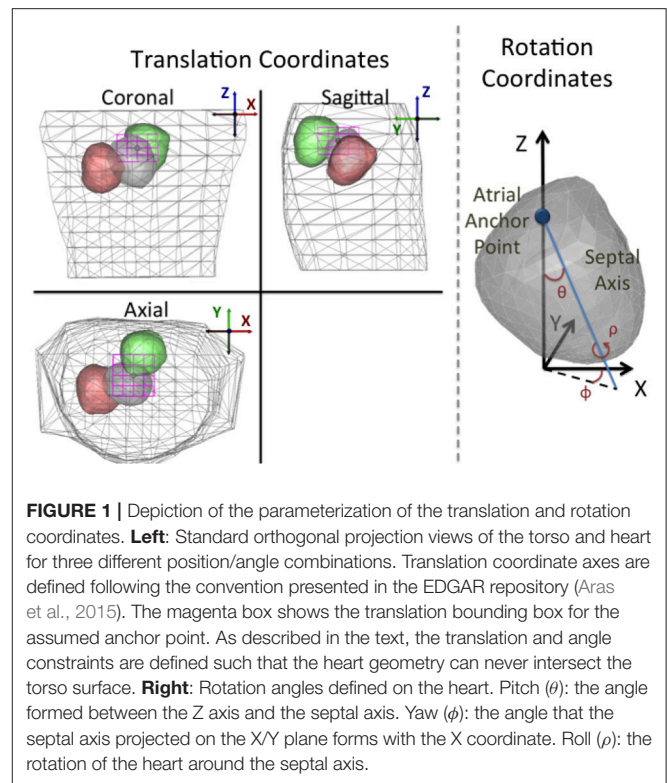 Translation Coordinates
Coronal
Z
X
Sagittal
Z
Y
Axial
Y
X
Rotation
Coordinates
Z
Atrial
Anchor
Point
Septal
Axis
θ
Y
ρ
X
ϕ
FIGURE 1 | Depiction of the parameterization of the translation and rotation
coordinates. Left: Standard orthogonal projection views of the torso and heart
for three different position/angle combinations. Translation coordinate axes are
defined following the convention presented in the EDGAR repository (Aras
et al., 2015). The magenta box shows the translation bounding box for the
assumed anchor point. As described in the text, the translation and angle
constraints are defined such that the heart geometry can never intersect the
torso surface. Right: Rotation angles defined on the heart. Pitch (θ): the angle
formed between the Z axis and the septal axis. Yaw (ϕ): the angle that the
septal axis projected on the X/Y plane forms with the X coordinate. Roll (ρ): the
rotation of the heart around the septal axis.